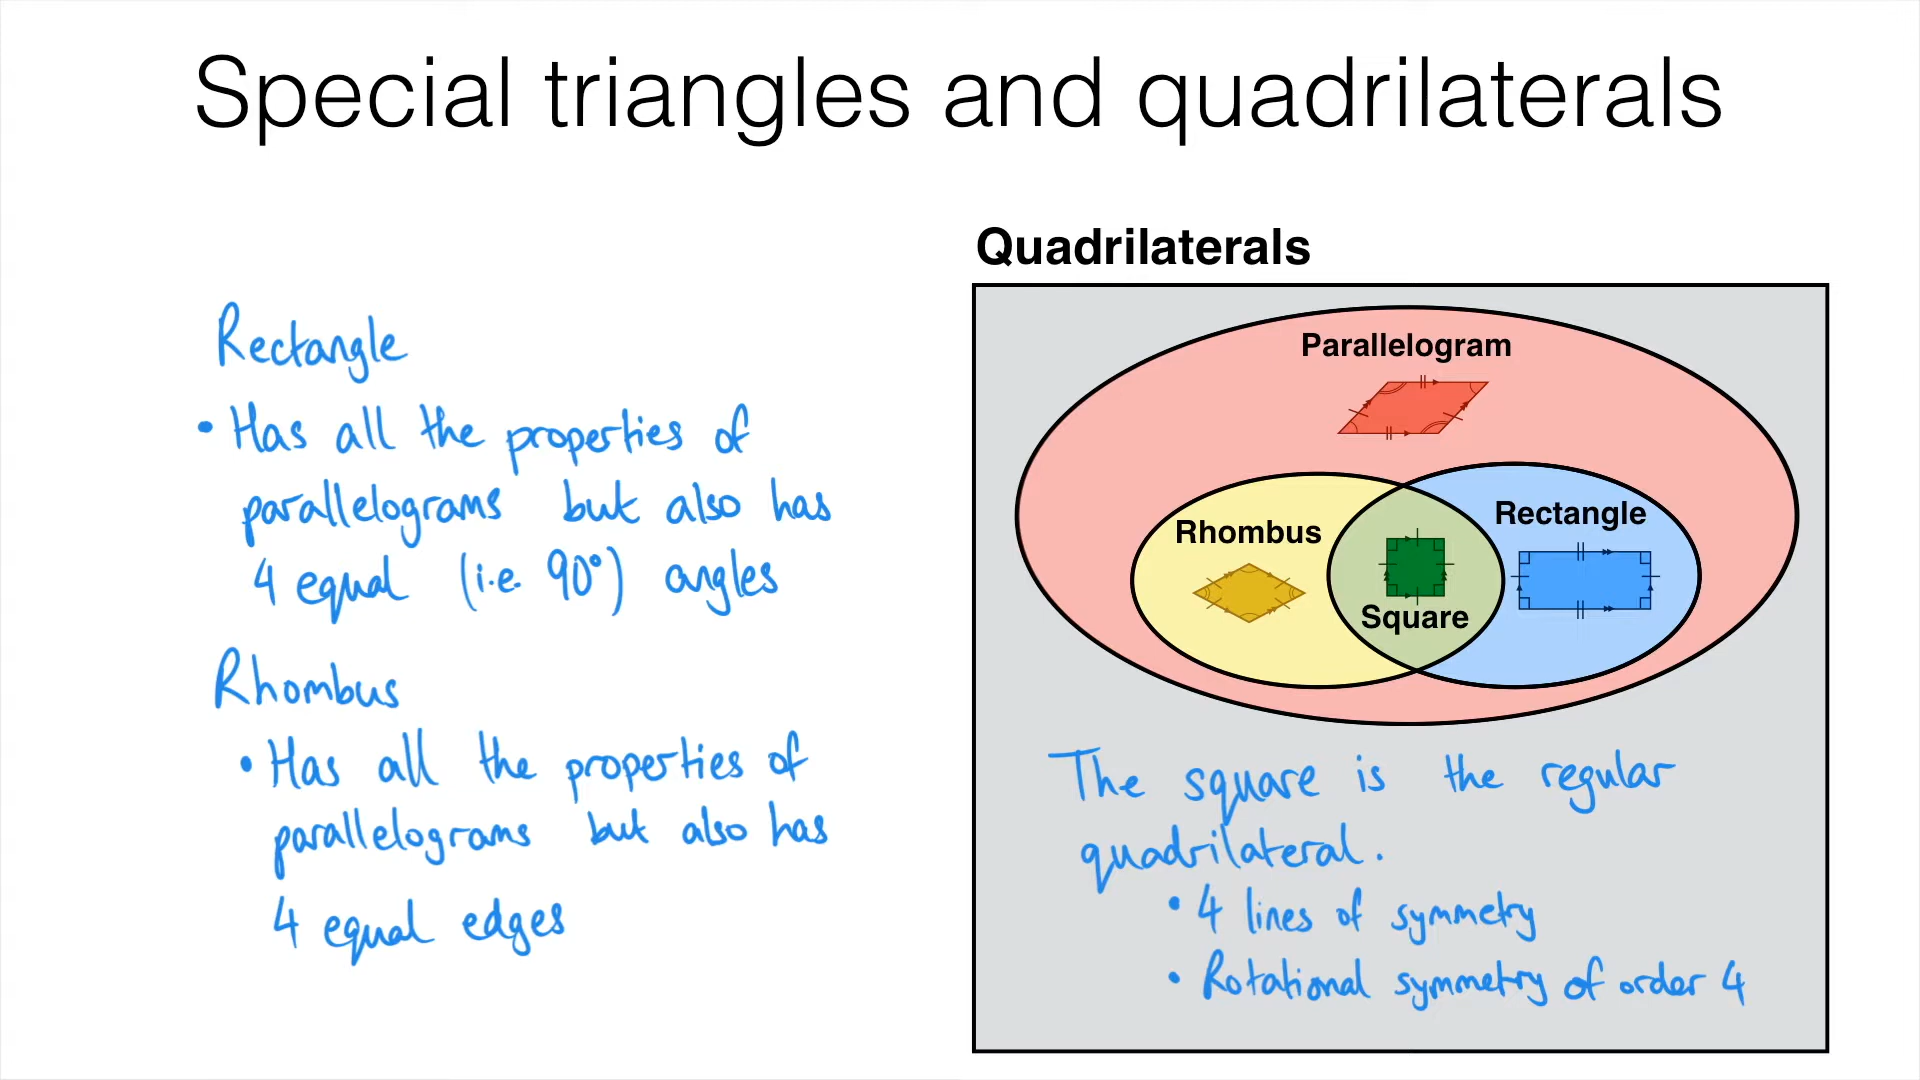 Special triangles and quadrilaterals
Rectangle
• Has all the properties of
parallelograms but also has
4 equal (i.e. 90°) angles
Rhombus
• Has all the properties of
parallelograms but also has
4 equal edges
Quadrilaterals
Parallelogram
Rhombus
Rectangle
Square
The square is the regular
quadrilateral.
• 4 lines of symmetry
• Rotational symmetry of order 4